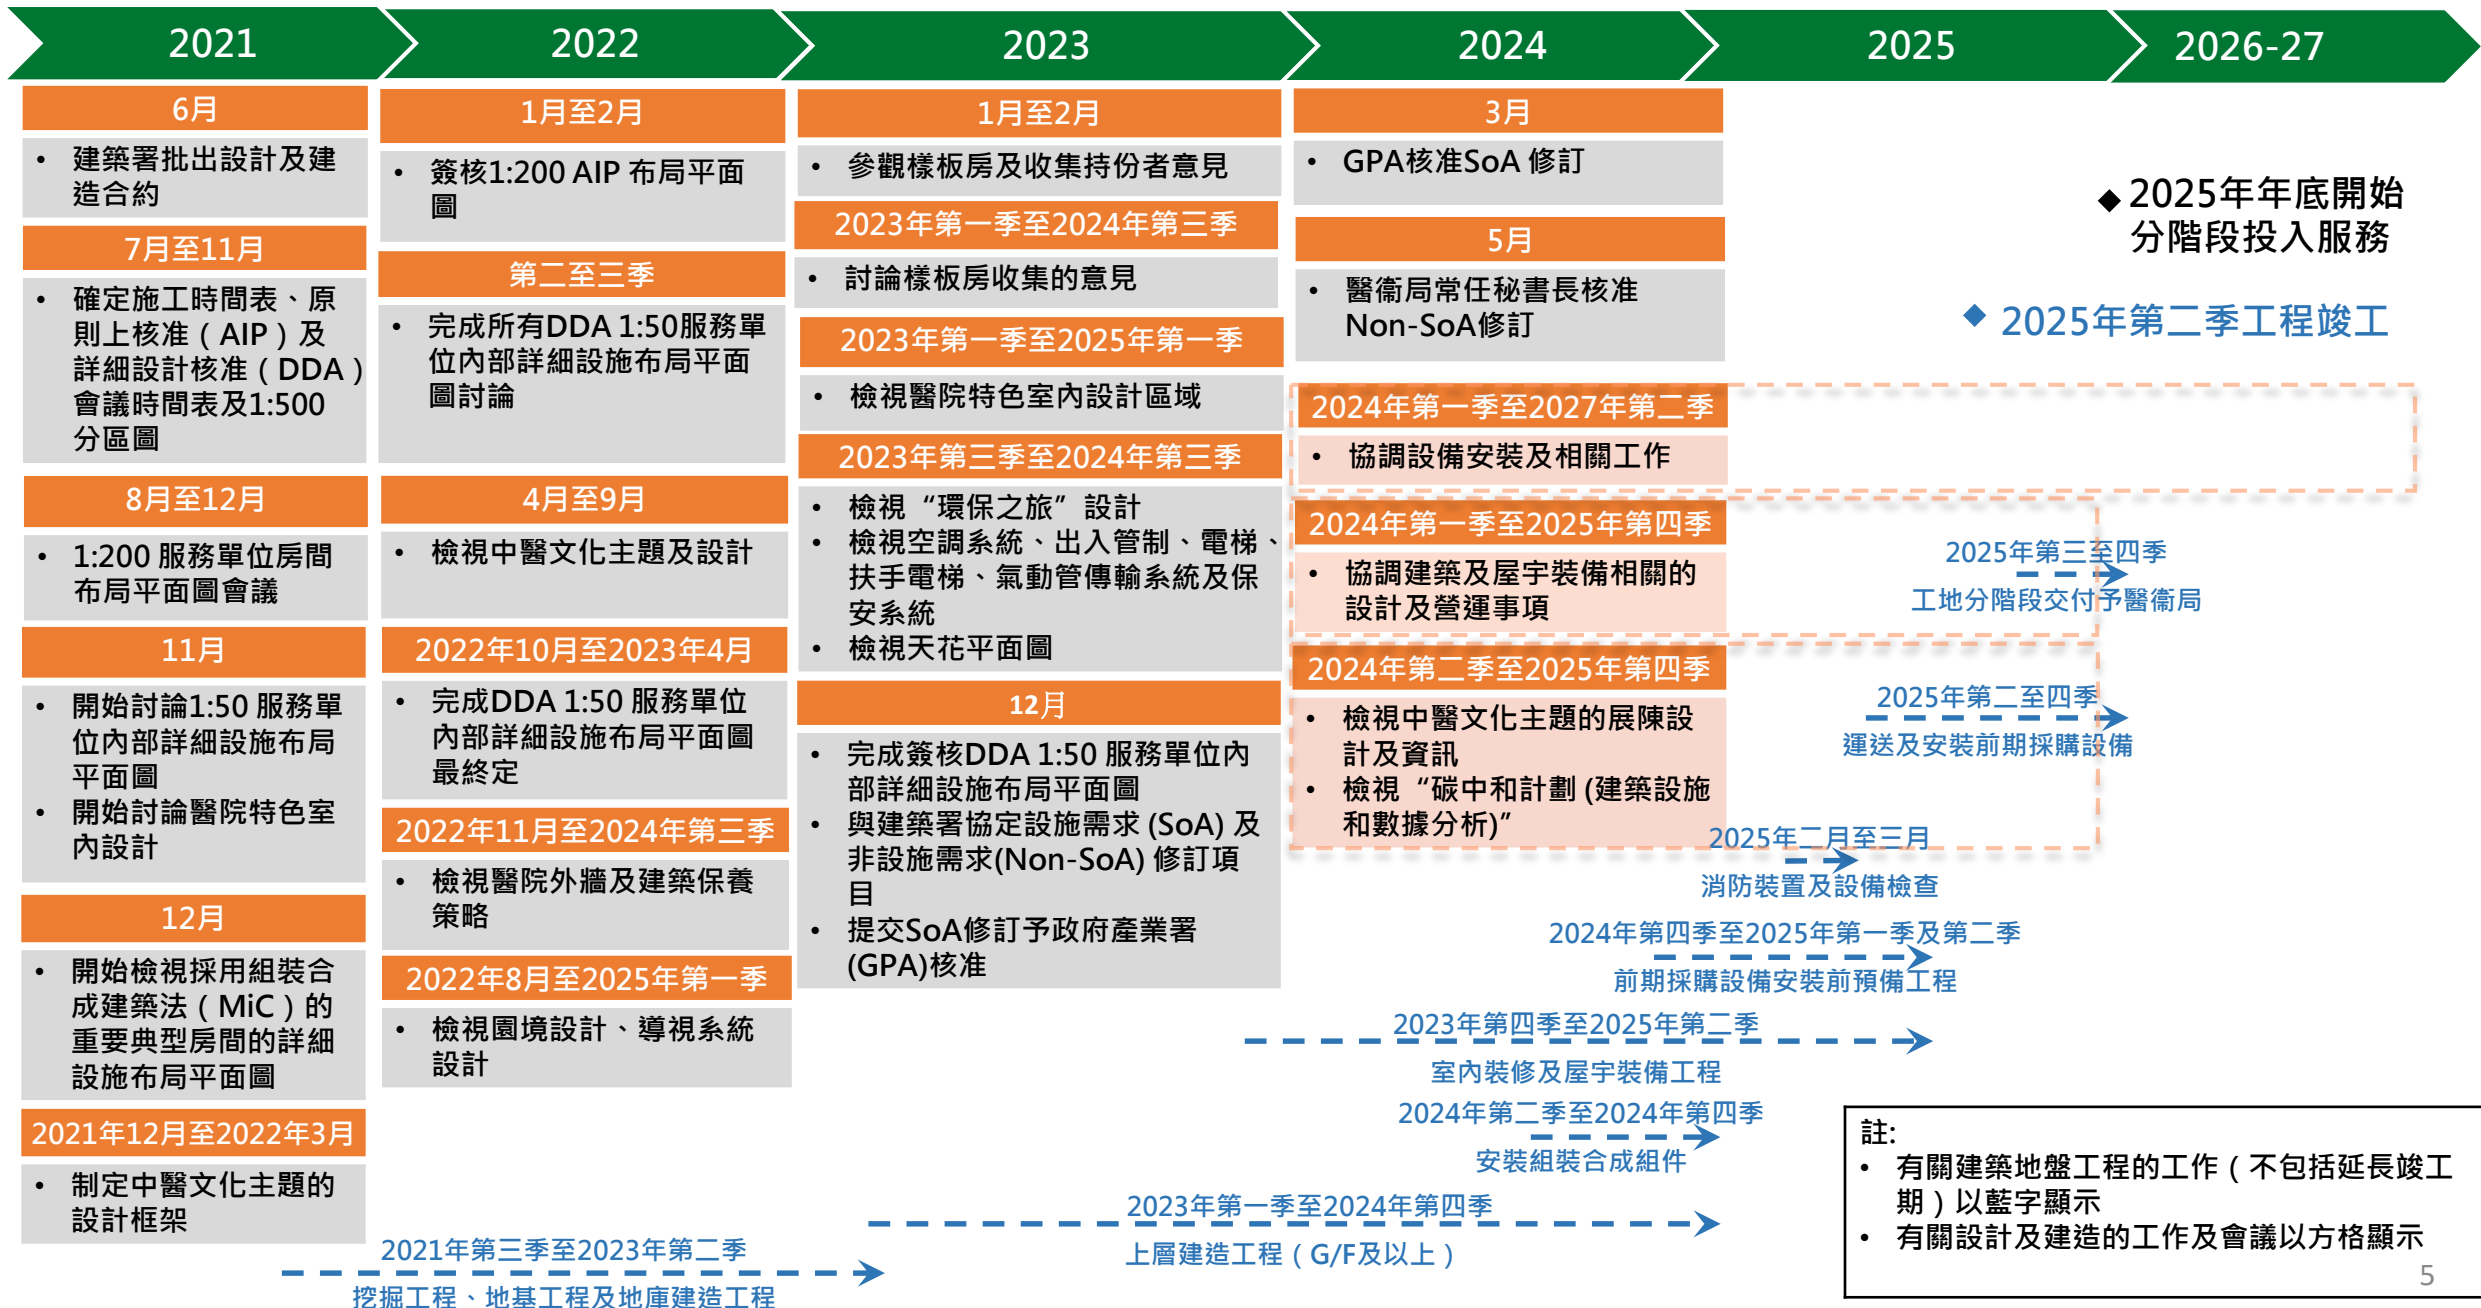 2021
2022
2023
2024
2025
2026-27
6月
• 建築署批出設計及建
造合約
7月至11月
• 確定施工時間表、原
則上核准（AIP）及
詳細設計核准（DDA）
會議時間表及1:500
分區圖
8月至12月
• 1:200 服務單位房間
布局平面圖會議
11月
• 開始討論1:50 服務單
位內部詳細設施布局
平面圖
• 開始討論醫院特色室
內設計
12月
• 開始檢視採用組裝合
成建築法（MiC）的
重要典型房間的詳細
設施布局平面圖
2021年12月至2022年3月
• 制定中醫文化主題的
設計框架
1月至2月
• 簽核1:200 AIP 布局平面
圖
第二至三季
• 完成所有DDA 1:50服務單
位內部詳細設施布局平面
圖討論
4月至9月
• 檢視中醫文化主題及設計
2022年10月至2023年4月
• 完成DDA 1:50 服務單位
內部詳細設施布局平面圖
最終定
2022年11月至2024年第三季
• 檢視醫院外牆及建築保養
策略
2022年8月至2025年第一季
• 檢視園境設計、導視系統
設計
1月至2月
• 參觀樣板房及收集持份者意見
2023年第一季至2024年第三季
• 討論樣板房收集的意見
2023年第一季至2025年第一季
• 檢視醫院特色室內設計區域
2023年第三季至2024年第三季
• 檢視“環保之旅”設計
• 檢視空調系統、出入管制、電梯、
扶手電梯、氣動管傳輸系統及保
安系統
• 檢視天花平面圖
12月
• 完成簽核DDA 1:50 服務單位內
部詳細設施布局平面圖
• 與建築署協定設施需求 (SoA) 及
非設施需求(Non-SoA) 修訂項
目
• 提交SoA修訂予政府產業署
(GPA)核准
3月
• GPA核准SoA 修訂
5月
• 醫衞局常任秘書長核准
Non-SoA修訂
2024年第一季至2027年第二季
• 協調設備安裝及相關工作
2024年第一季至2025年第四季
• 協調建築及屋宇裝備相關的
設計及營運事項
2024年第二季至2025年第四季
• 檢視中醫文化主題的展陳設
計及資訊
• 檢視“碳中和計劃 (建築設施
和數據分析)”
◆ 2025年年底開始
分階段投入服務
◆ 2025年第二季工程竣工
2025年第三至四季
工地分階段交付予醫衞局
2025年第二至四季
運送及安裝前期採購設備
2025年二月至三月
消防裝置及設備檢查
2024年第四季至2025年第一季及第二季
前期採購設備安裝前預備工程
2023年第四季至2025年第二季
室內裝修及屋宇裝備工程
2024年第二季至2024年第四季
安裝組裝合成組件
2023年第一季至2024年第四季
上層建造工程（G/F及以上）
2021年第三季至2023年第二季
挖掘工程、地基工程及地庫建造工程
註:
• 有關建築地盤工程的工作（不包括延長竣工
期）以藍字顯示
• 有關設計及建造的工作及會議以方格顯示
5